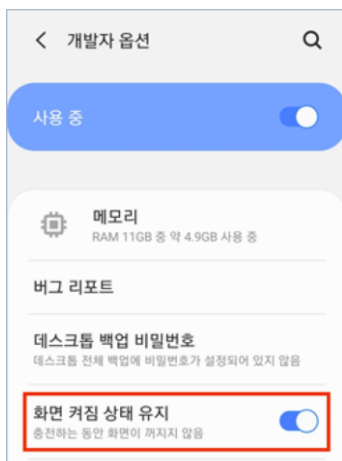 개발자 옵션
사용 중
메모리
RAM 11GB 중 약 4.9GB 사용 중
버그 리포트
데스크톱 백업 비밀번호
데스크톱 전체 백업에 비밀번호가 설정되어 있지 않음
화면 켜짐 상태 유지
충전하는 동안 화면이 꺼지지 않음